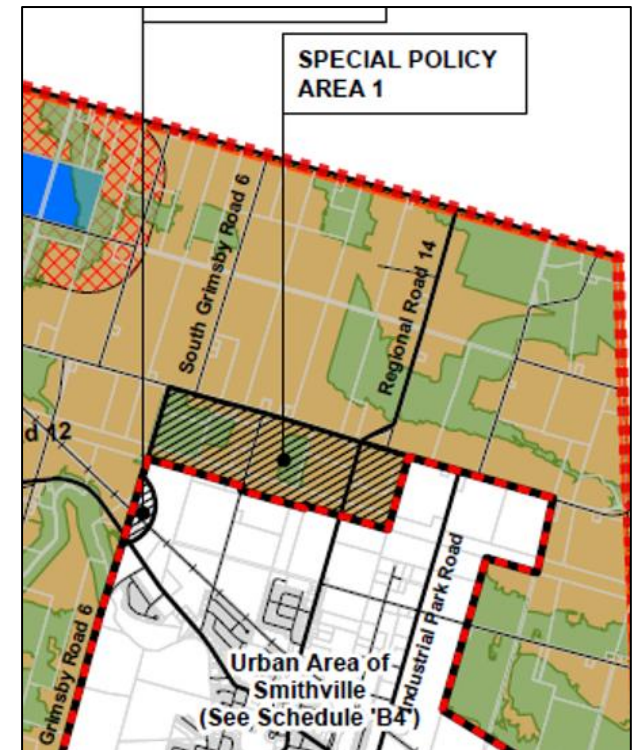 SPECIAL POLICY
AREA 1
South Grimsby Road 6
Regional Road 14
d 12
Industrial Park Road
Grimsby Road 6
Urban Area of
Smithville
(See Schedule 'B4')